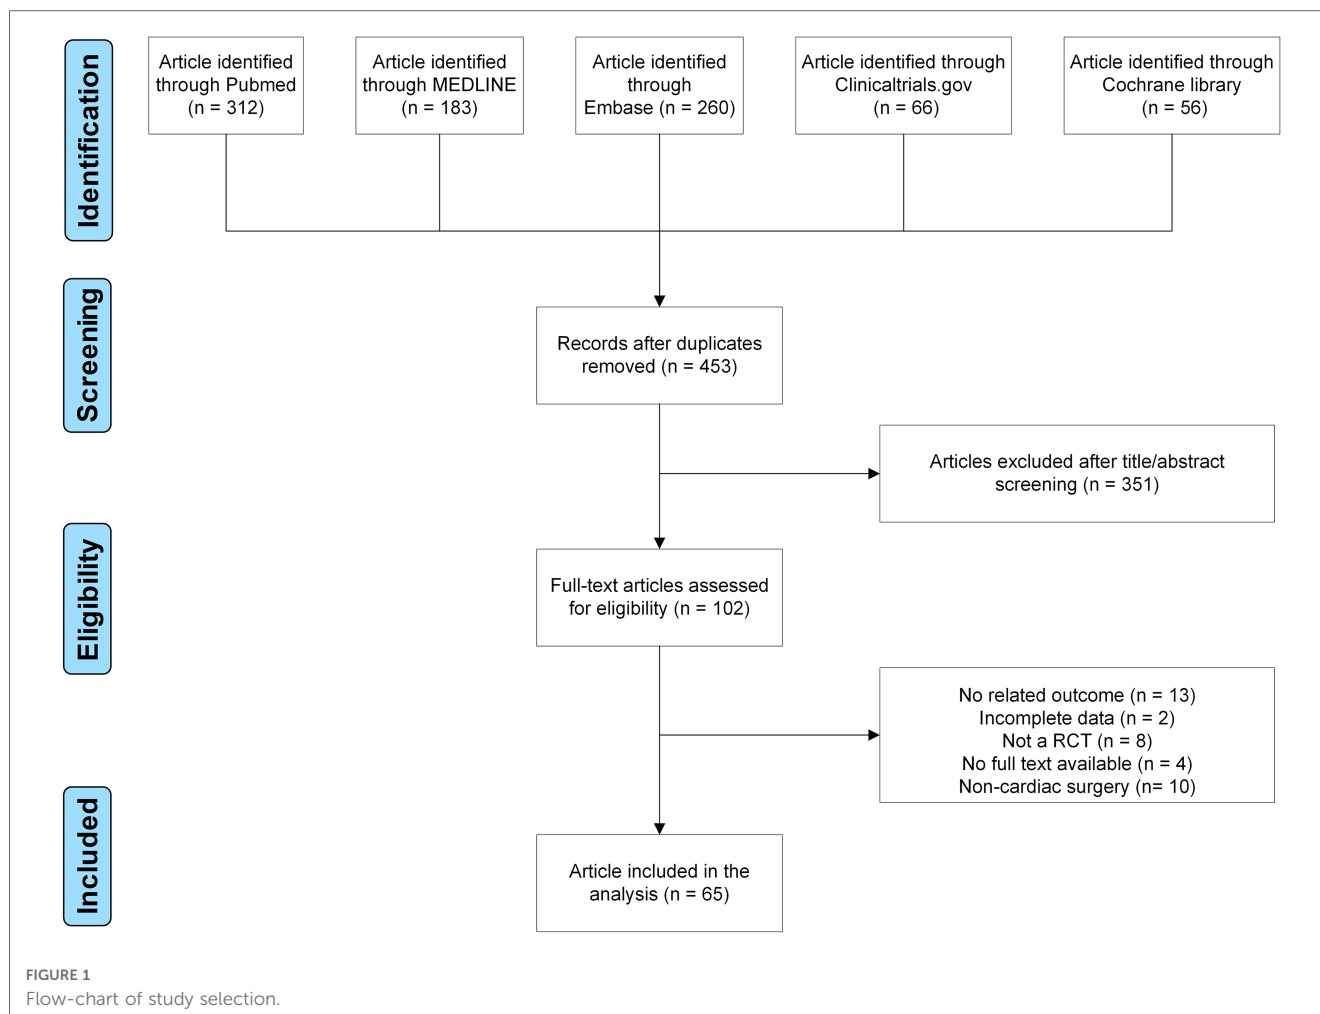 Identification
Article identified
through Pubmed
(n = 312)
Article identified
through MEDLINE
(n = 183)
Article identified
through
Embase (n = 260)
Article identified through
Clinicaltrials.gov
(n = 66)
Article identified through
Cochrane library
(n = 56)
Screening
Records after duplicates
removed (n = 453)
Articles excluded after title/abstract
screening (n = 351)
Eligibility
Full-text articles assessed
for eligibility (n = 102)
No related outcome (n = 13)
Incomplete data (n = 2)
Not a RCT (n = 8)
No full text available (n = 4)
Non-cardiac surgery (n= 10)
Included
Article included in the
analysis (n = 65)
FIGURE 1
Flow-chart of study selection.